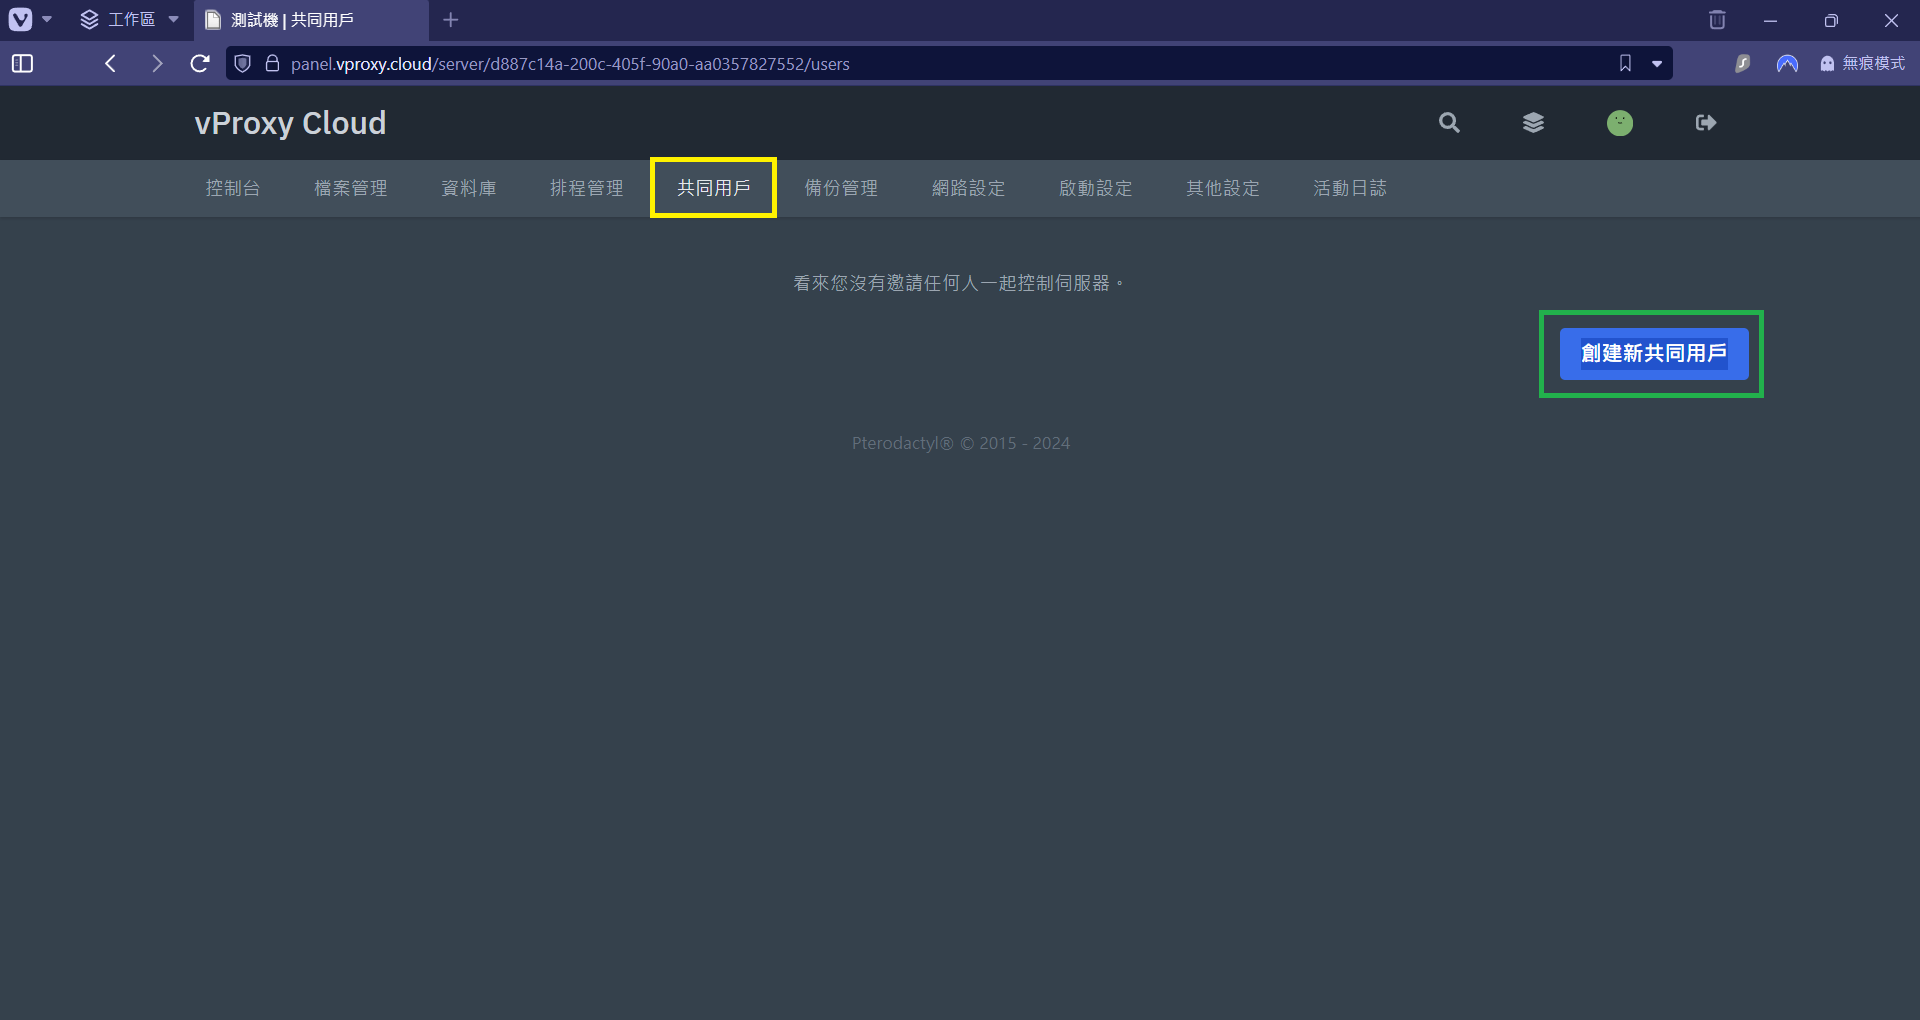 工作區
測試機 | 共同用戶
panel.vproxy.cloud/server/d887c14a-200c-405f-90a0-aa0357827552/users
無痕模式
vProxy Cloud
控制台 檔案管理 資料庫 排程管理 共同用戶 備份管理 網路設定 啟動設定 其他設定 活動日誌
看來您沒有邀請任何人一起控制伺服器。
創建新共同用戶
Pterodactyl® © 2015 - 2024